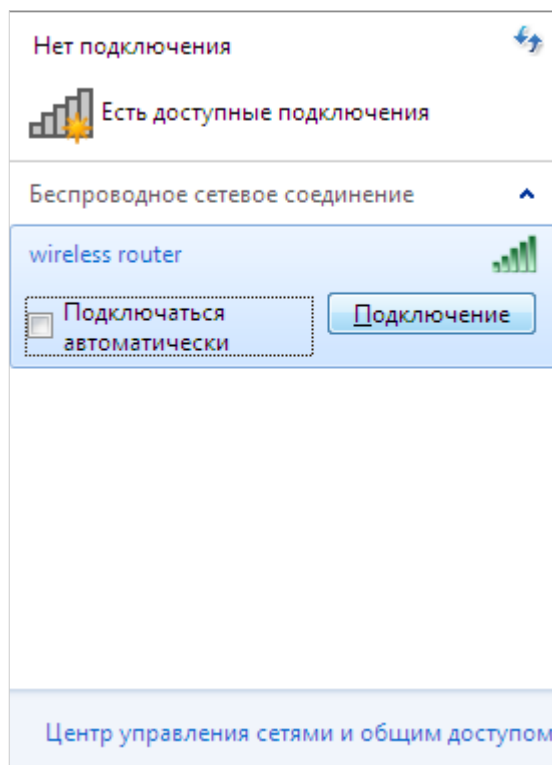 Нет подключения
Есть доступные подключения
Беспроводное сетевое соединение
wireless router
Подключаться
автоматически
Подключение
Центр управления сетями и общим доступом